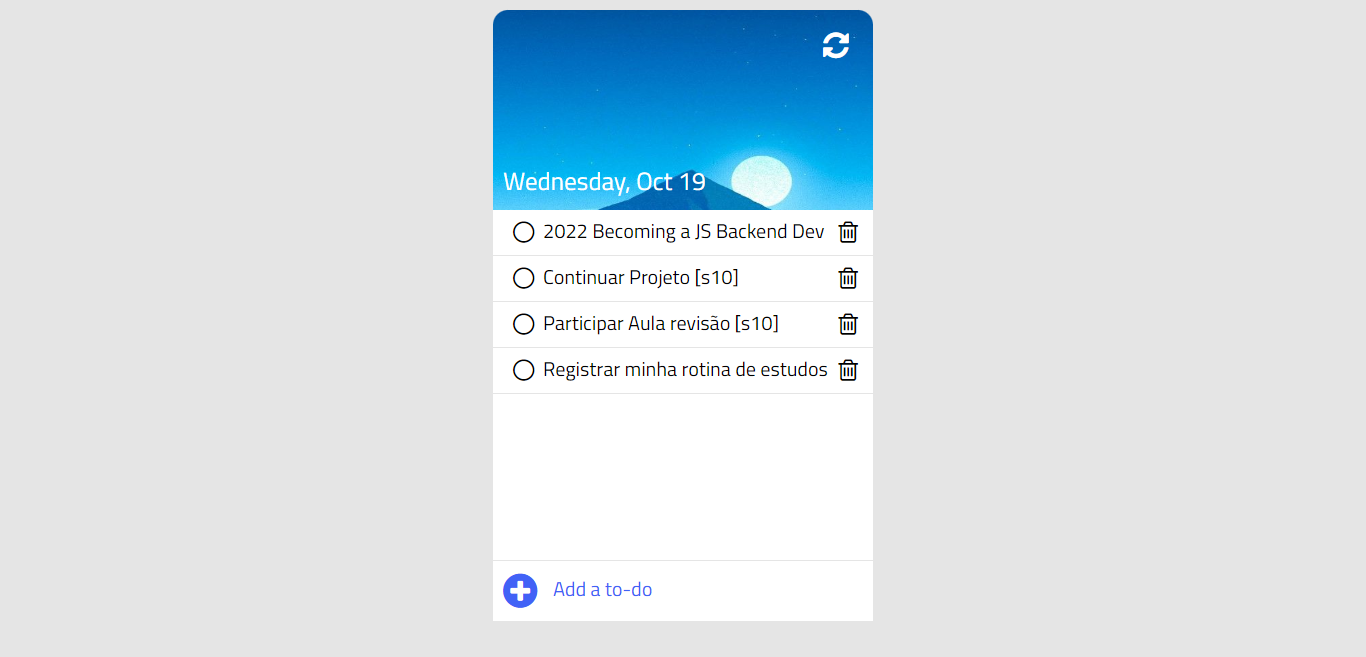 Wednesday, Oct 19
2022 Becoming a JS Backend Dev
Continuar Projeto [s10]
Participar Aula revisão [s10]
Registrar minha rotina de estudos
Add a to-do